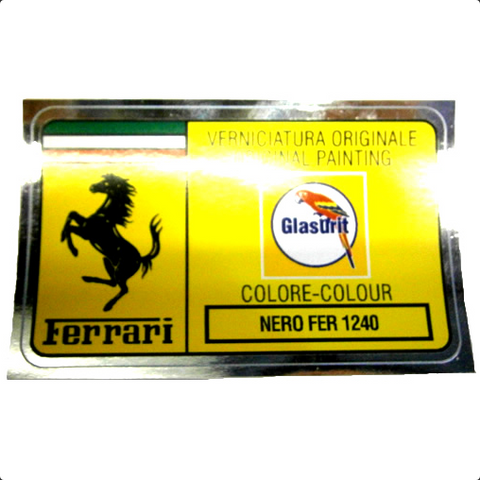 VERNICIATURA ORIGINALE
PAINTING
Glasurit
COLORE-COLOUR
NERO FER 1240
Ferrari